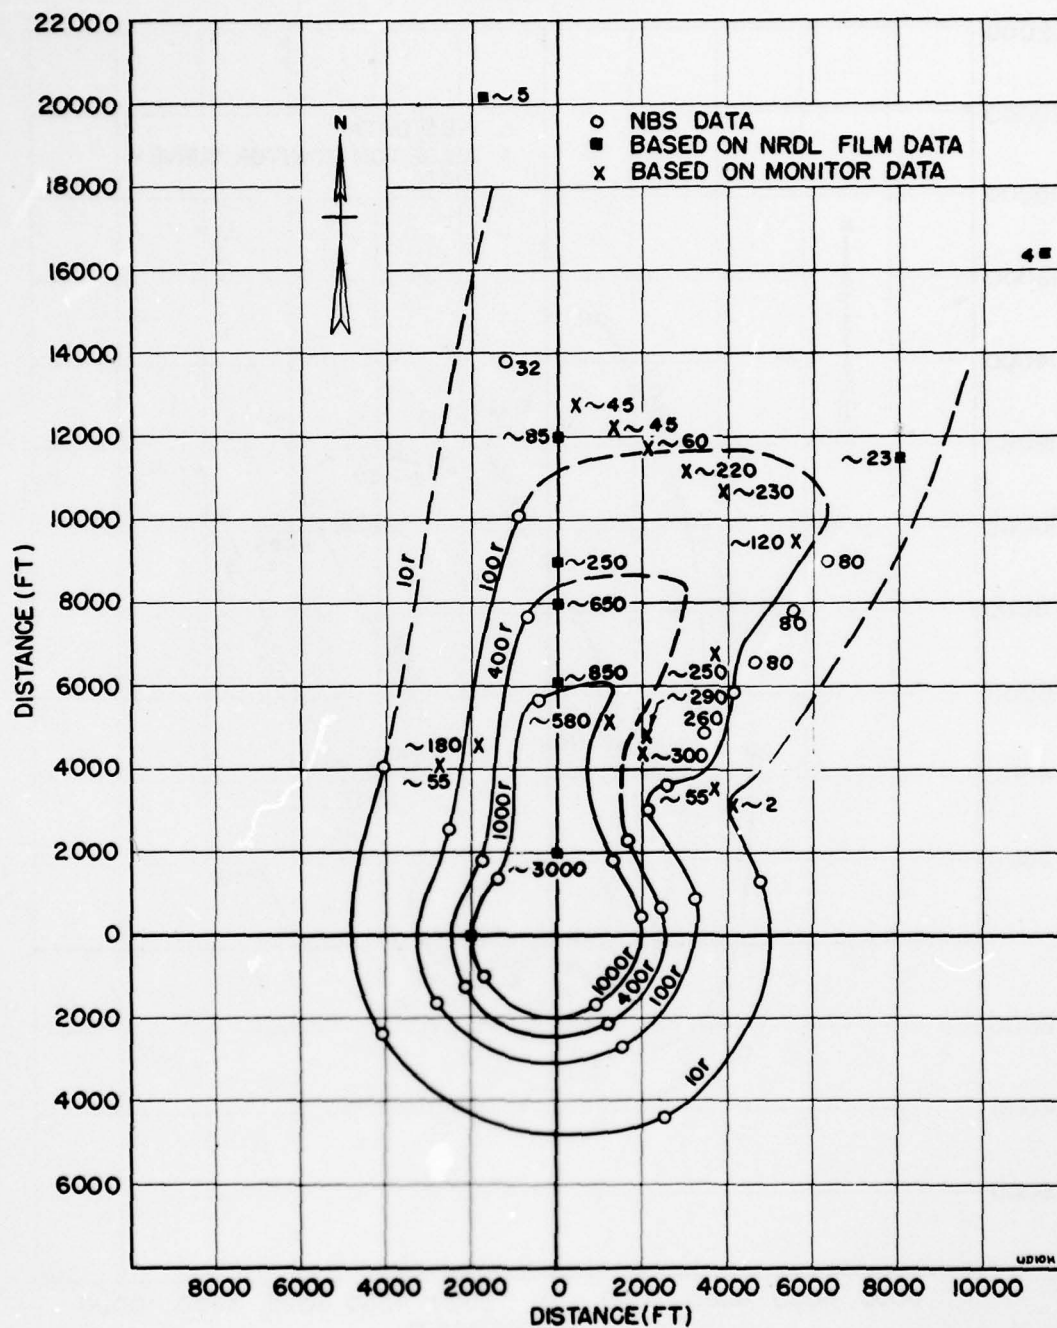 22000
20000
18000
16000
14000
12000
10000
8000
6000
4000
2000
0
2000
4000
6000
DISTANCE (FT)
N
O NBS DATA
■ BASED ON NRDL FILM DATA
X BASED ON MONITOR DATA
~5
4
32
~45
~45
~85
~60
~23
~220
~230
~120
80
~250
~650
80
80
~850
~250
~290
260
~580
~300
~180
~55
~55
~2
~3000
10r
100r
400r
1000r
1000r
400r
100r
10r
UD10H
8000 6000 4000 2000 0 2000 4000 6000 8000 10000
DISTANCE(FT)